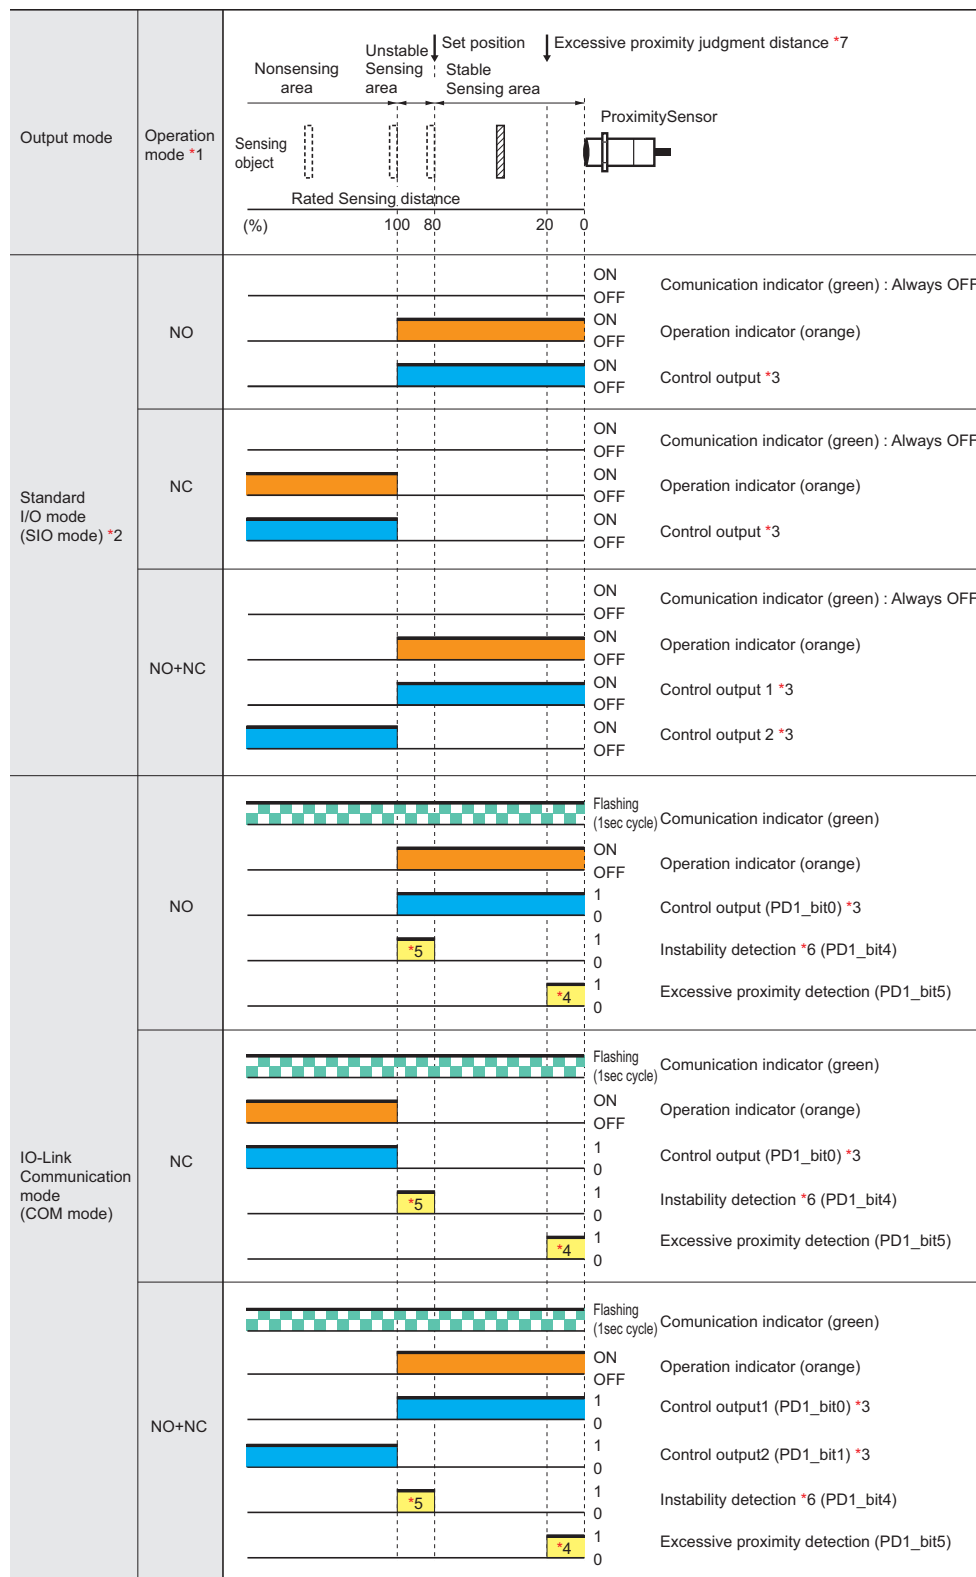 Output mode
Operation
mode *1
Set position
Excessive proximity judgment distance *7
Unstable
Sensing
area
Nonsensing
area
Stable
Sensing area
ProximitySensor
Sensing
object
Rated Sensing distance
(%)
100
80
20
0
Standard
I/O mode
(SIO mode) *2
NO
ON
OFF
Comunication indicator (green) : Always OFF
ON
OFF
Operation indicator (orange)
ON
OFF
Control output *3
NC
ON
OFF
Comunication indicator (green) : Always OFF
ON
OFF
Operation indicator (orange)
ON
OFF
Control output *3
NO+NC
ON
OFF
Comunication indicator (green) : Always OFF
ON
OFF
Operation indicator (orange)
ON
OFF
Control output 1 *3
ON
OFF
Control output 2 *3
IO-Link
Communication
mode
(COM mode)
NO
Flashing
(1sec cycle)
Comunication indicator (green)
ON
OFF
Operation indicator (orange)
1
0
Control output (PD1_bit0) *3
*5
1
0
Instability detection *6 (PD1_bit4)
*4
1
0
Excessive proximity detection (PD1_bit5)
NC
Flashing
(1sec cycle)
Comunication indicator (green)
ON
OFF
Operation indicator (orange)
1
0
Control output (PD1_bit0) *3
*5
1
0
Instability detection *6 (PD1_bit4)
*4
1
0
Excessive proximity detection (PD1_bit5)
NO+NC
Flashing
(1sec cycle)
Comunication indicator (green)
ON
OFF
Operation indicator (orange)
1
0
Control output1 (PD1_bit0) *3
1
0
Control output2 (PD1_bit1) *3
*5
1
0
Instability detection *6 (PD1_bit4)
*4
1
0
Excessive proximity detection (PD1_bit5)